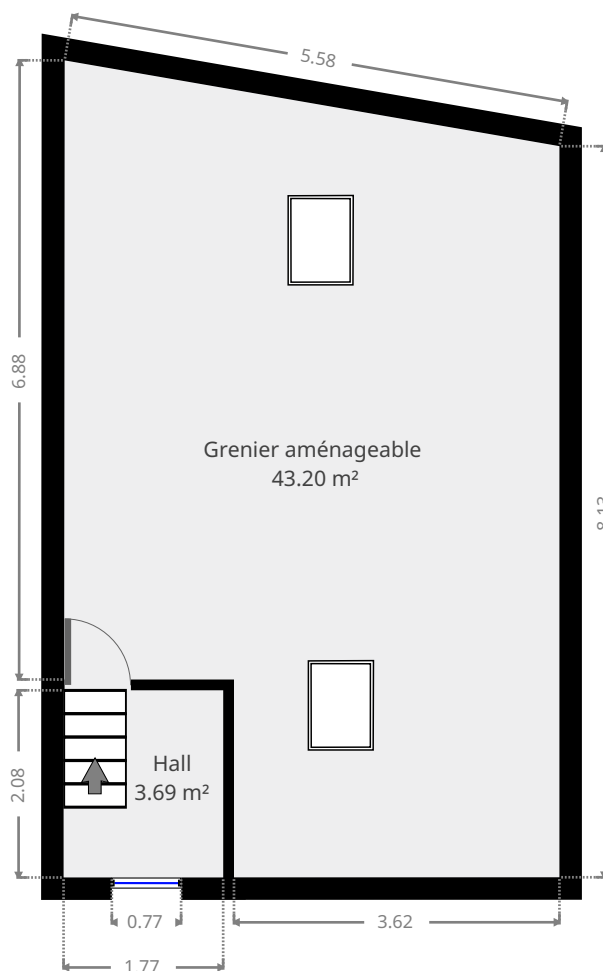 5.58
6.88
Grenier aménageable
43.20 m²
Hall
3.69 m²
2.08
0.77
3.62
1.77